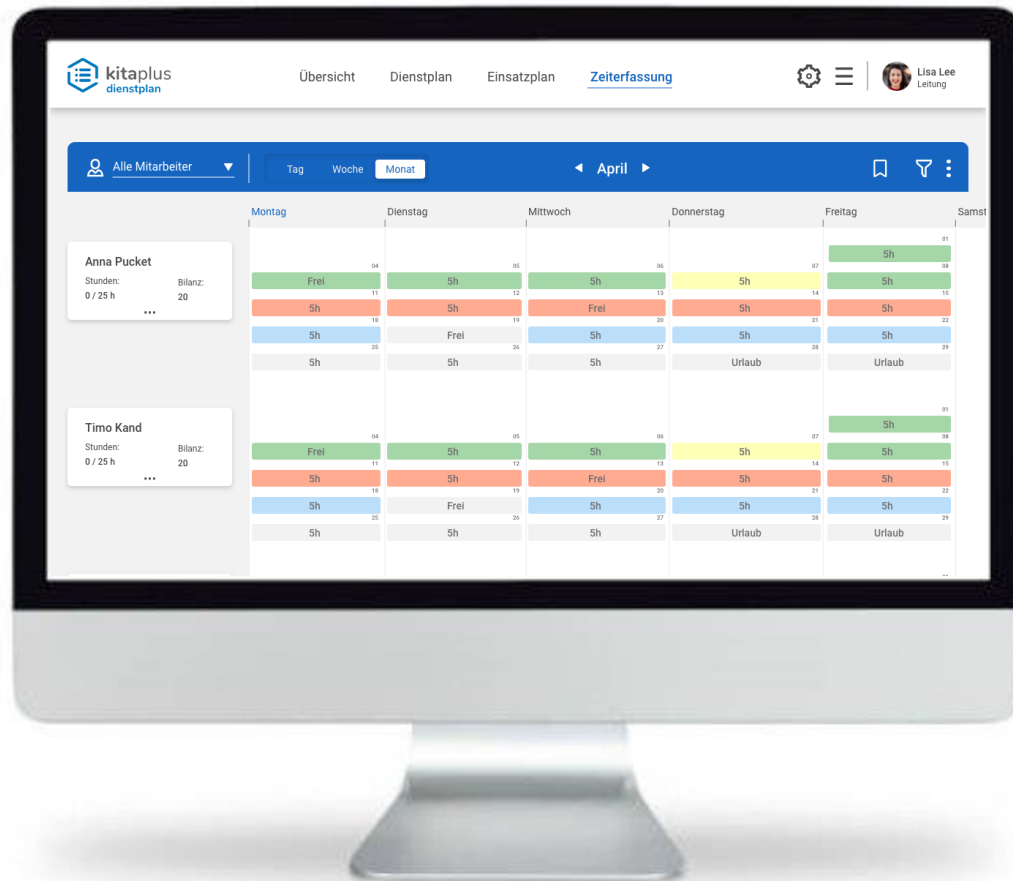 kitaplus
dienstplan
Übersicht Dienstplan Einsatzplan Zeiterfassung
Lisa Lee
Leitung
Alle Mitarbeiter Tag Woche Monat April
Montag Dienstag Mittwoch Donnerstag Freitag Samst
Anna Pucket
Stunden: Bilanz:
0 / 25 h 20
...
01
5h
04 05 06 07 08
Frei 5h 5h 5h 5h
11 12 13 14 15
5h 5h Frei 5h 5h
18 19 20 21 22
5h Frei 5h 5h 5h
25 26 27 28 29
5h 5h 5h Urlaub Urlaub
Timo Kand
Stunden: Bilanz:
0 / 25 h 20
...
01
5h
04 05 06 07 08
Frei 5h 5h 5h 5h
11 12 13 14 15
5h 5h Frei 5h 5h
18 19 20 21 22
5h Frei 5h 5h 5h
25 26 27 28 29
5h 5h 5h Urlaub Urlaub